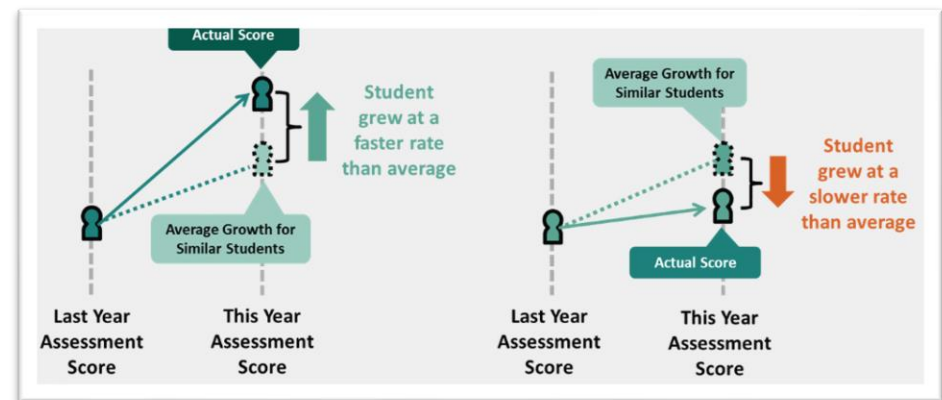 Actual Score
Student
grew at a
faster rate
than average
Average Growth for
Similar Students
Last Year
Assessment
Score
This Year
Assessment
Score
Average Growth for
Similar Students
Student
grew at a
slower rate
than average
Actual Score
Last Year
Assessment
Score
This Year
Assessment
Score